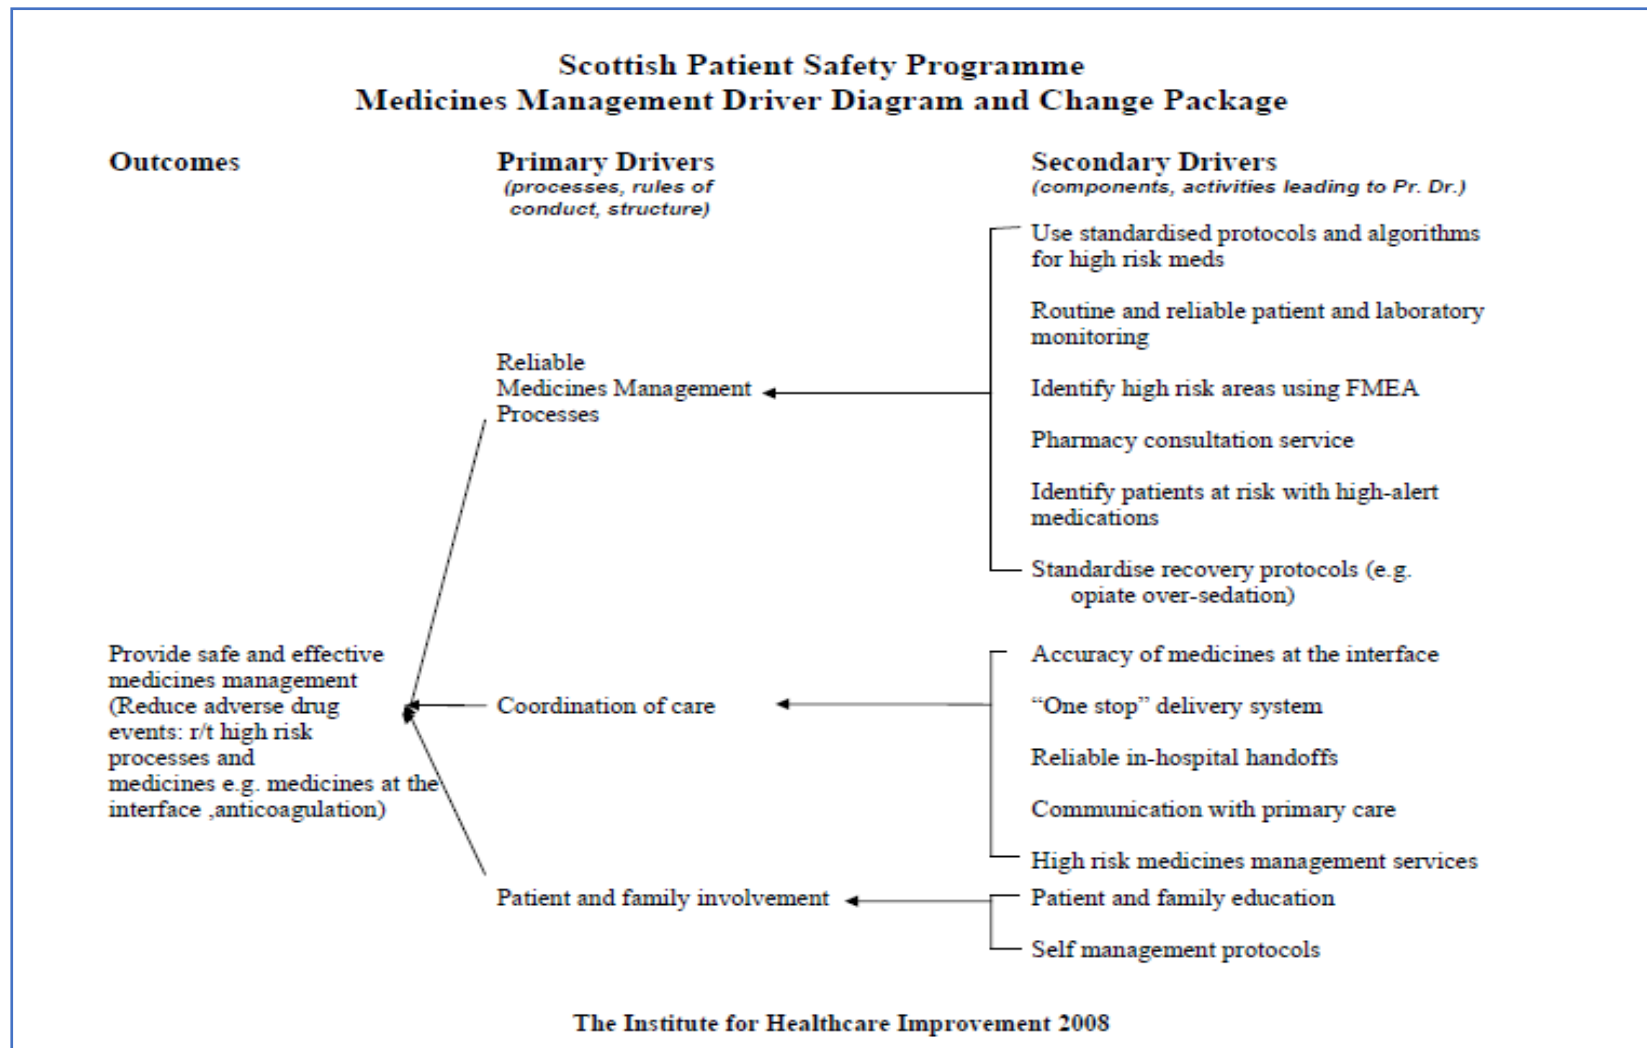 Scottish Patient Safety Programme
Medicines Management Driver Diagram and Change Package
Outcomes
Primary Drivers
(processes, rules of
conduct, structure)
Secondary Drivers
(components, activities leading to Pr. Dr.)
Provide safe and effective
medicines management
(Reduce adverse drug
events: r/t high risk
processes and
medicines e.g. medicines at the
interface ,anticoagulation)
Reliable
Medicines Management
Processes
Coordination of care
Patient and family involvement
Use standardised protocols and algorithms
for high risk meds
Routine and reliable patient and laboratory
monitoring
Identify high risk areas using FMEA
Pharmacy consultation service
Identify patients at risk with high-alert
medications
Standardise recovery protocols (e.g.
opiate over-sedation)
Accuracy of medicines at the interface
“One stop” delivery system
Reliable in-hospital handoffs
Communication with primary care
High risk medicines management services
Patient and family education
Self management protocols
The Institute for Healthcare Improvement 2008